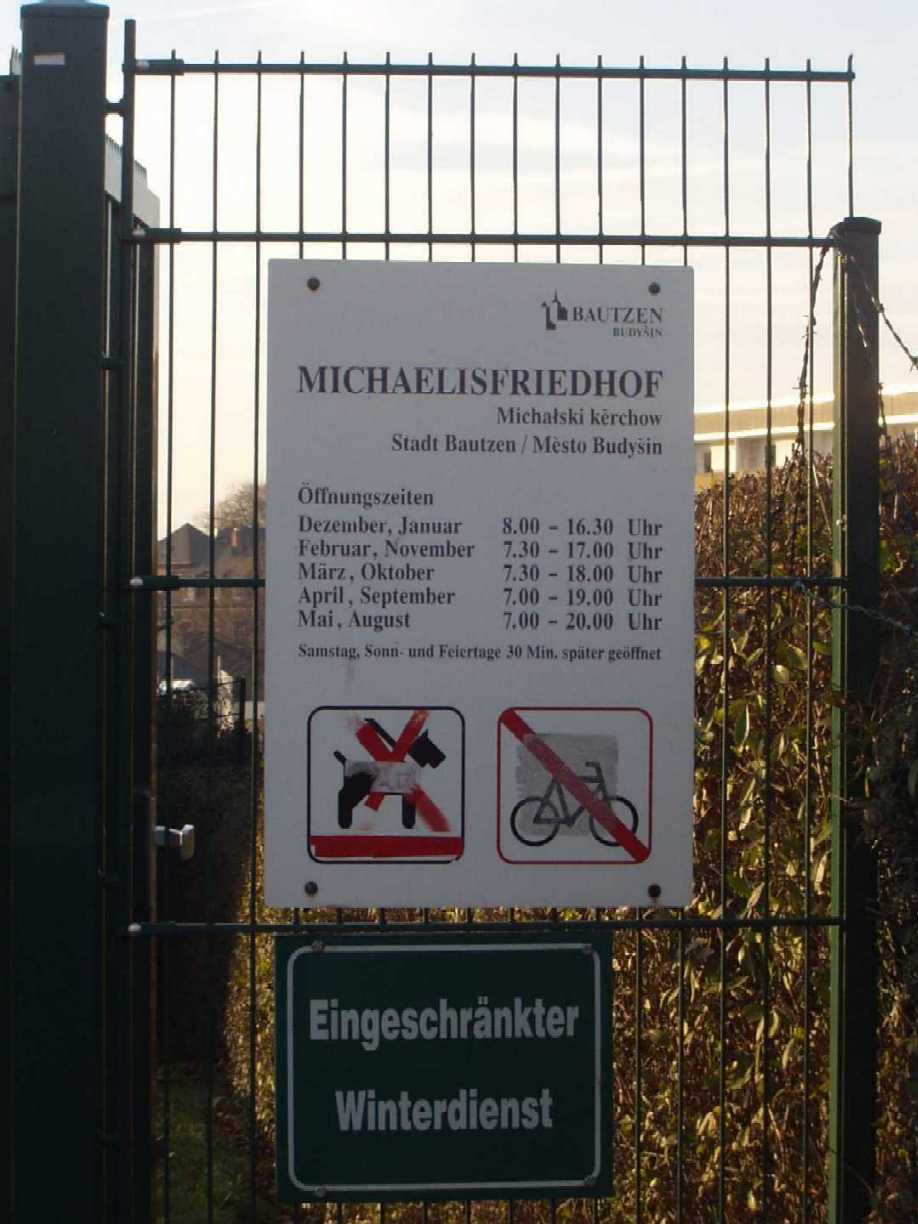 BAUTZEN
BUDYŠIN
MICHAELISFRIEDHOF
Michałski kěrchow
Stadt Bautzen / Město Budyšin
Öffnungszeiten
Dezember, Januar 8.00 – 16.30 Uhr
Februar, November 7.30 – 17.00 Uhr
März, Oktober 7.30 – 18.00 Uhr
April, September 7.00 – 19.00 Uhr
Mai, August 7.00 – 20.00 Uhr
Samstag, Sonn- und Feiertage 30 Min. später geöffnet
Eingeschränkter
Winterdienst